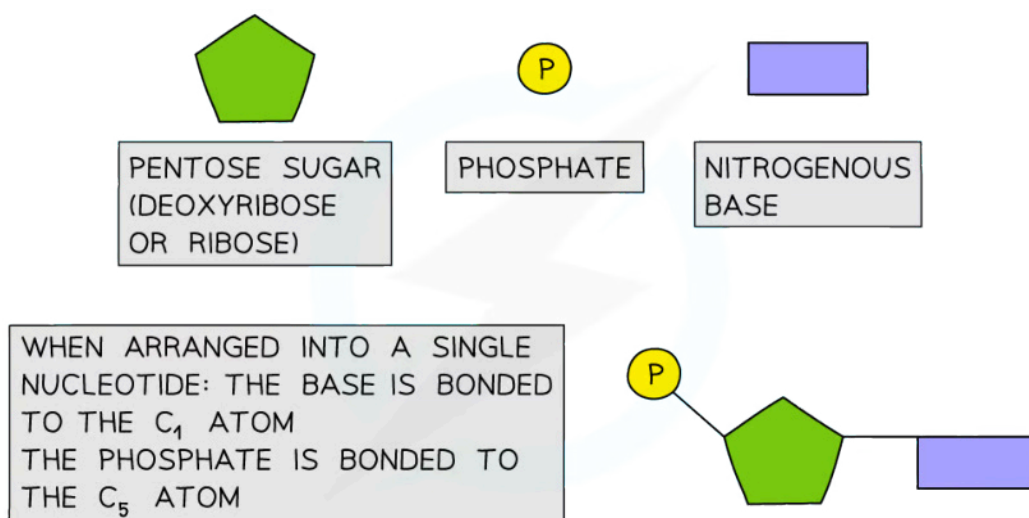 P
PENTOSE SUGAR
(DEOXYRIBOSE
OR RIBOSE)
PHOSPHATE
NITROGENOUS
BASE
WHEN ARRANGED INTO A SINGLE
NUCLEOTIDE: THE BASE IS BONDED
TO THE C₁ ATOM
THE PHOSPHATE IS BONDED TO
THE C₅ ATOM
P